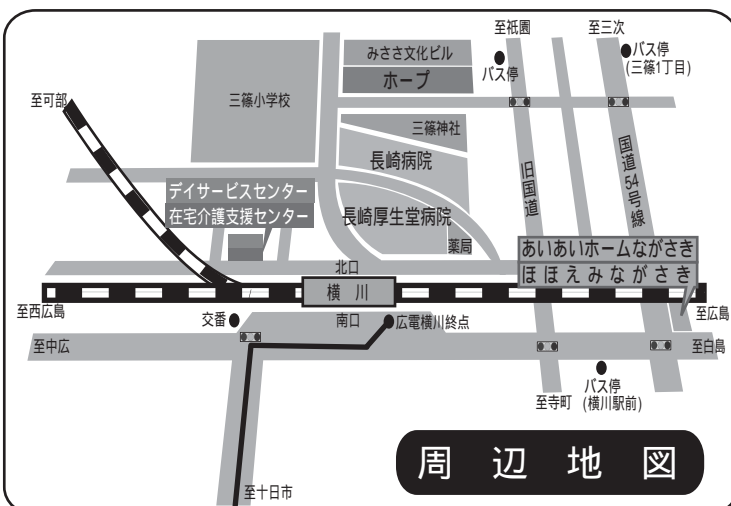 至祇園
至三次
みささ文化ビル
ホープ
バス停
バス停
(三篠1丁目)
至可部
三篠小学校
三篠神社
長崎病院
旧国道
国道54号線
デイサービスセンター
在宅介護支援センター
長崎厚生堂病院
薬局
あいあいホームながさき
ほほえみながさき
北口
横川
至西広島
至広島
交番
南口
広電横川終点
至中広
至白島
バス停
(横川駅前)
至寺町
周辺地図
至十日市